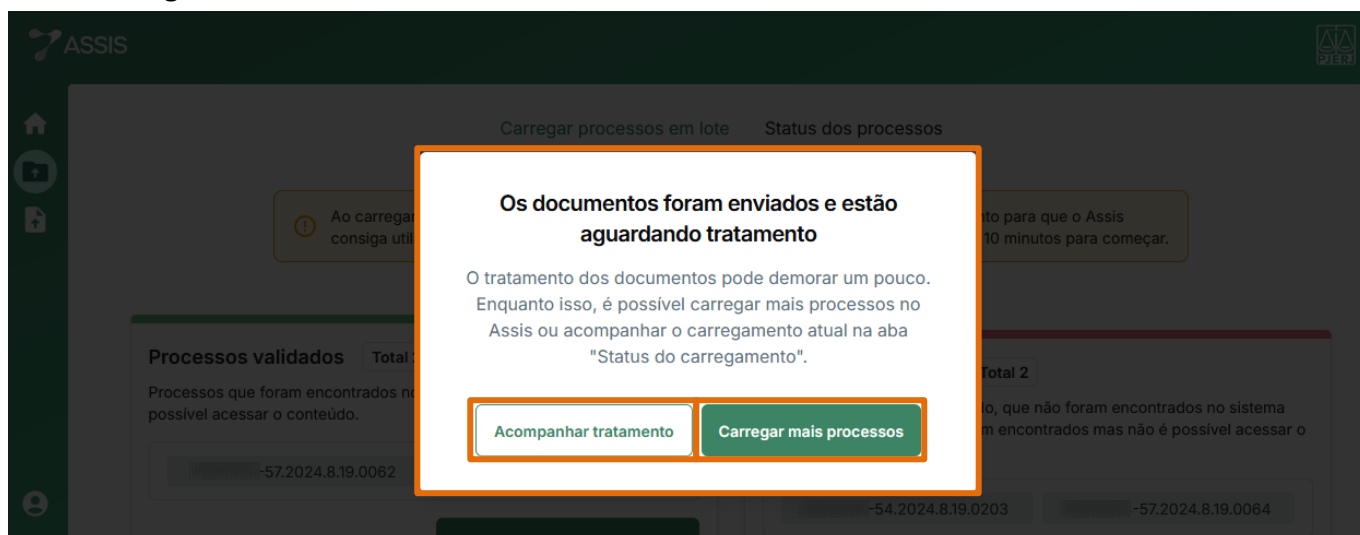 ASSIS
PJERJ
Carregar processos em lote Status dos processos
Ao carregar
consiga util
nto para que o Assis
10 minutos para começar.
Os documentos foram enviados e estão
aguardando tratamento
O tratamento dos documentos pode demorar um pouco.
Enquanto isso, é possível carregar mais processos no
Assis ou acompanhar o carregamento atual na aba
"Status do carregamento".
Acompanhar tratamento Carregar mais processos
Processos validados Total
Processos que foram encontrados no
possível acessar o conteúdo.
-57.2024.8.19.0062
Total 2
que não foram encontrados no sistema
encontrados mas não é possível acessar o
-54.2024.8.19.0203 -57.2024.8.19.0064